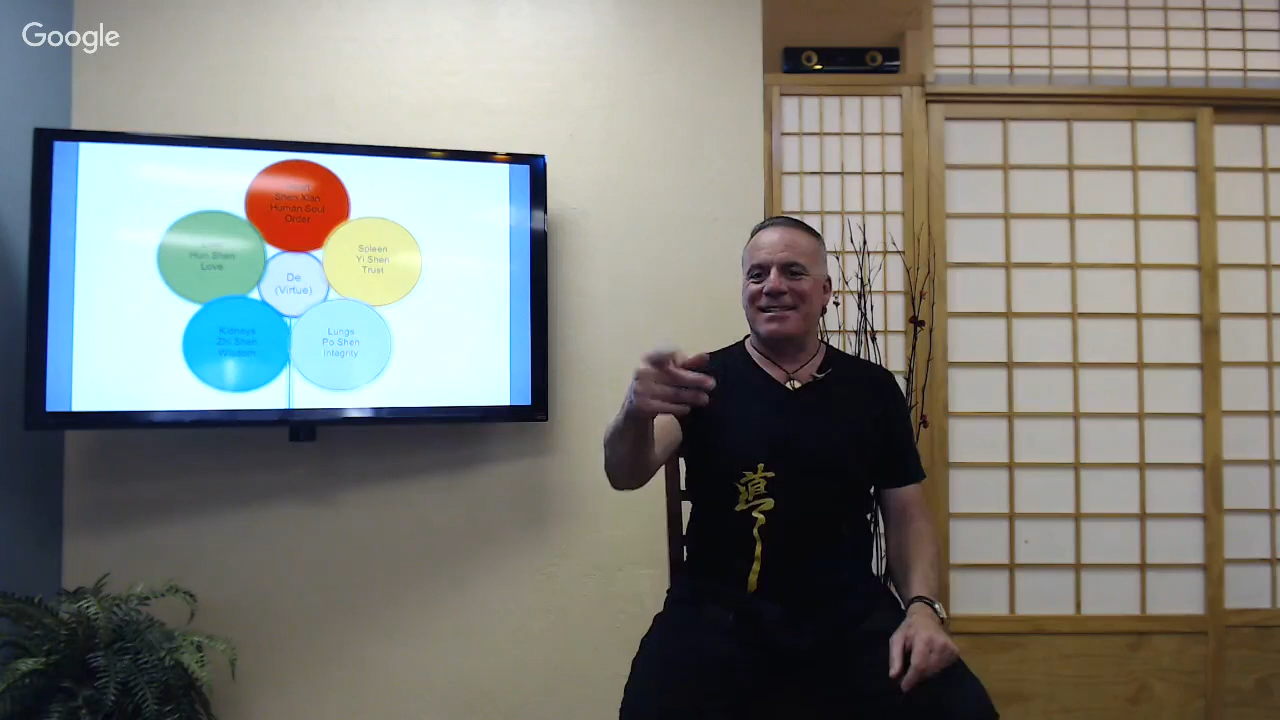 Google
Shen Xian
Human Soul
Order
Hun Shen
Love
Spleen
Yi Shen
Trust
De
(Virtue)
Kidneys
Zhi Shen
Wisdom
Lungs
Po Shen
Integrity